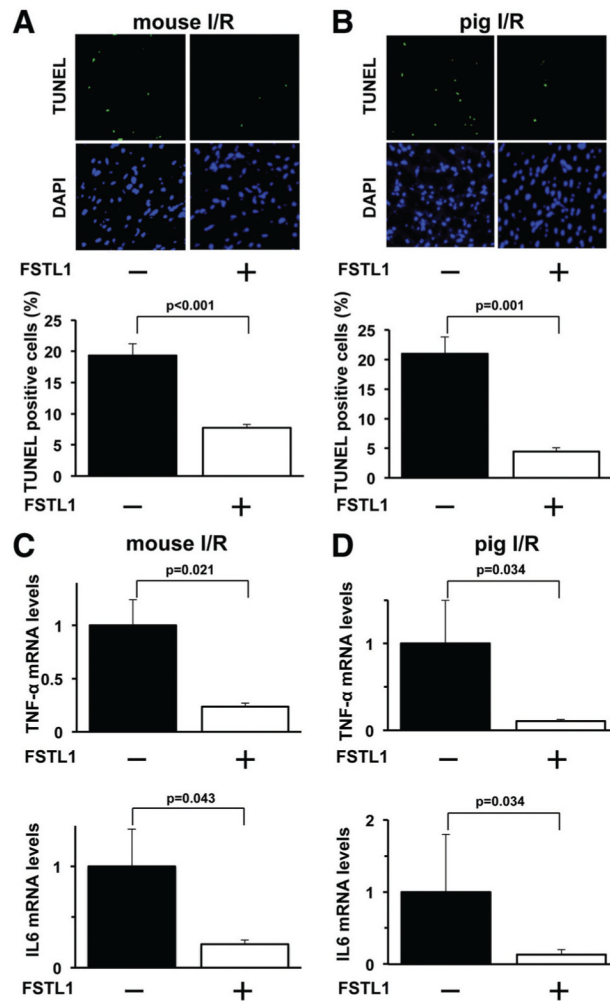 A mouse I/R
B pig I/R
TUNEL
TUNEL
DAPI
DAPI
FSTL1 − +
FSTL1 − +
TUNEL positive cells (%)
25
20
15
10
5
0
p<0.001
FSTL1 − +
TUNEL positive cells (%)
25
20
15
10
5
0
p=0.001
FSTL1 − +
C mouse I/R
D pig I/R
TNF-α mRNA levels
1
0.5
0
p=0.021
FSTL1 − +
TNF-α mRNA levels
1
0
p=0.034
FSTL1 − +
IL6 mRNA levels
1
0
p=0.043
FSTL1 − +
IL6 mRNA levels
2
1
0
p=0.034
FSTL1 − +